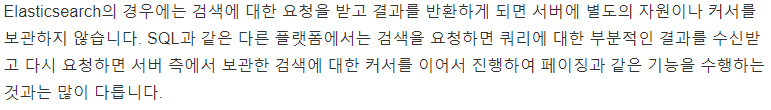 Elasticsearch의 경우에는 검색에 대한 요청을 받고 결과를 반환하게 되면 서버에 별도의 자원이나 커서를
보관하지 않습니다. SQL과 같은 다른 플랫폼에서는 검색을 요청하면 쿼리에 대한 부분적인 결과를 수신받
고 다시 요청하면 서버 측에서 보관한 검색에 대한 커서를 이어서 진행하여 페이징과 같은 기능을 수행하는
것과는 많이 다릅니다.